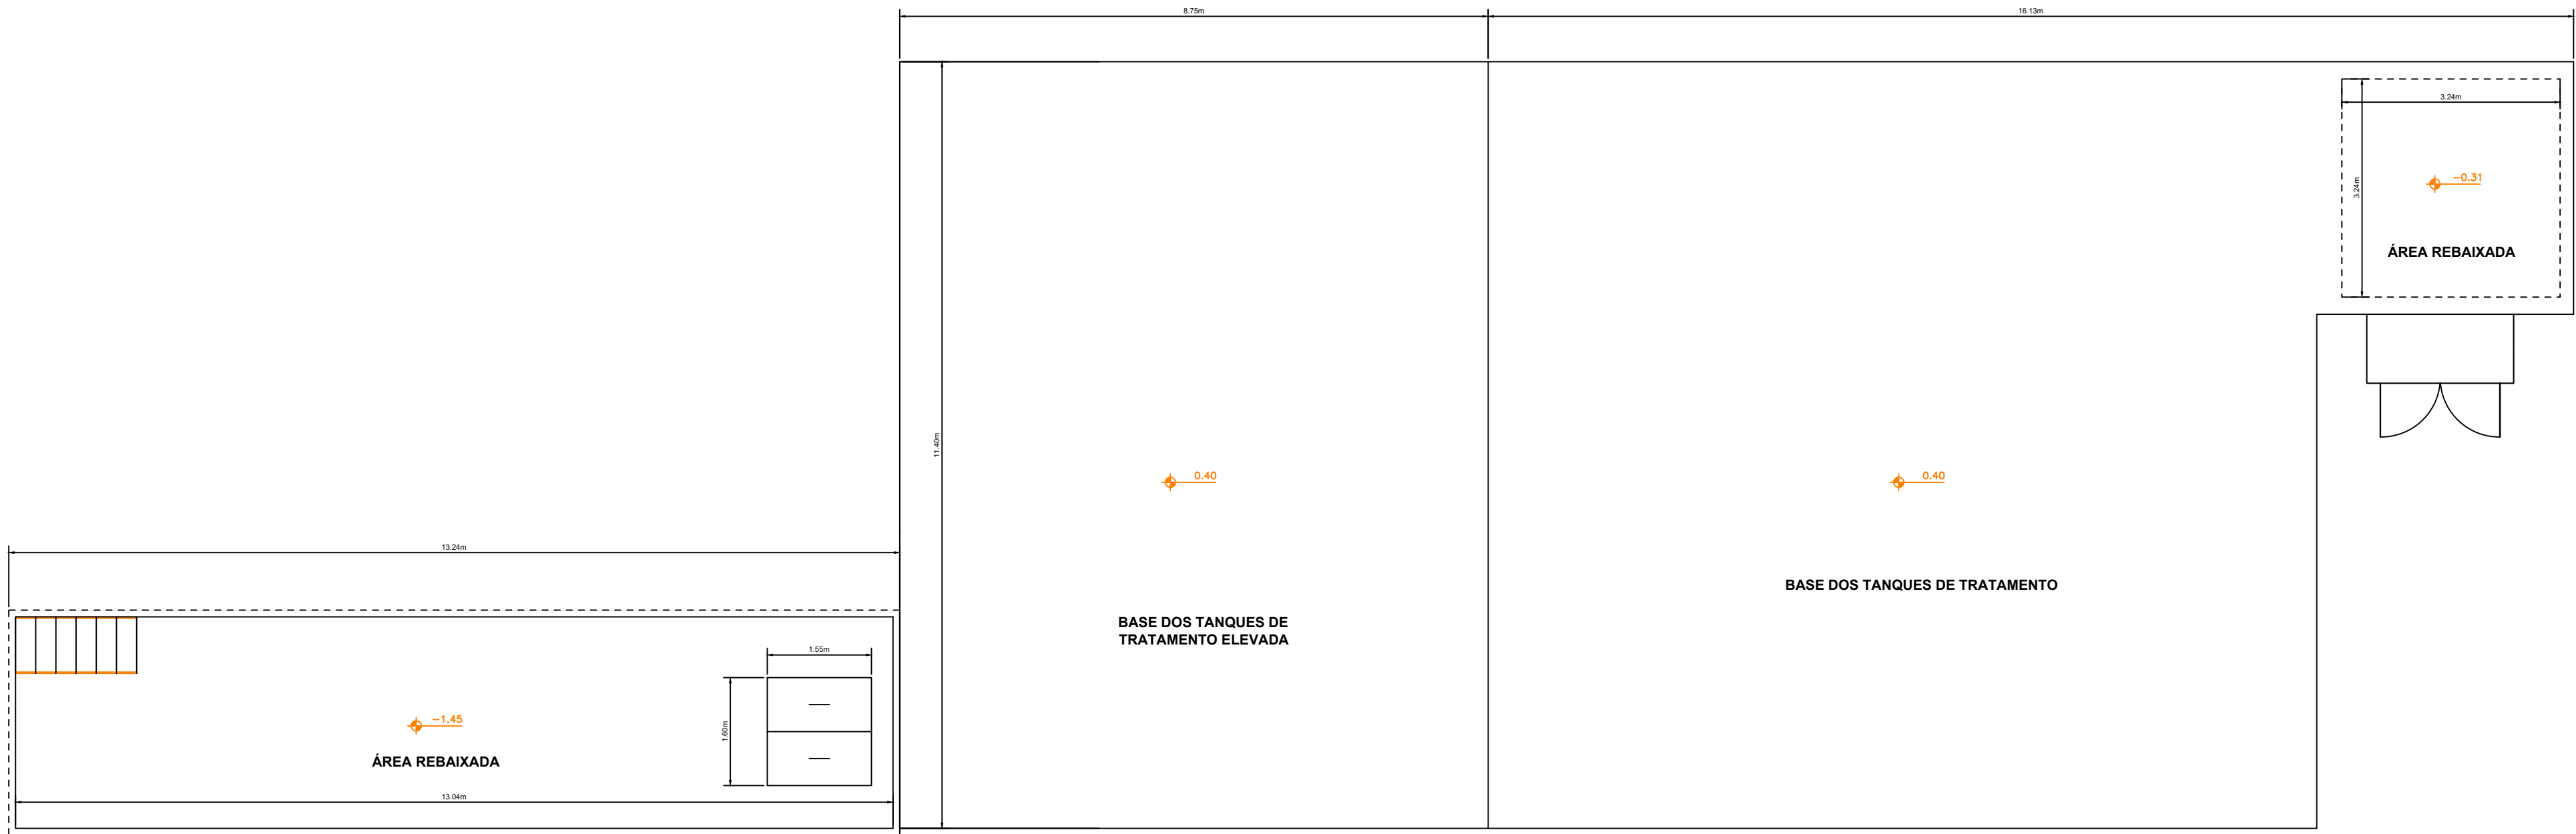 8.75m
16.13m
3.24m
3.24m
-0.31
ÁREA REBAIXADA
11.40m
0.40
0.40
13.24m
BASE DOS TANQUES DE TRATAMENTO
BASE DOS TANQUES DE
TRATAMENTO ELEVADA
1.55m
1.60m
-1.45
ÁREA REBAIXADA
13.04m